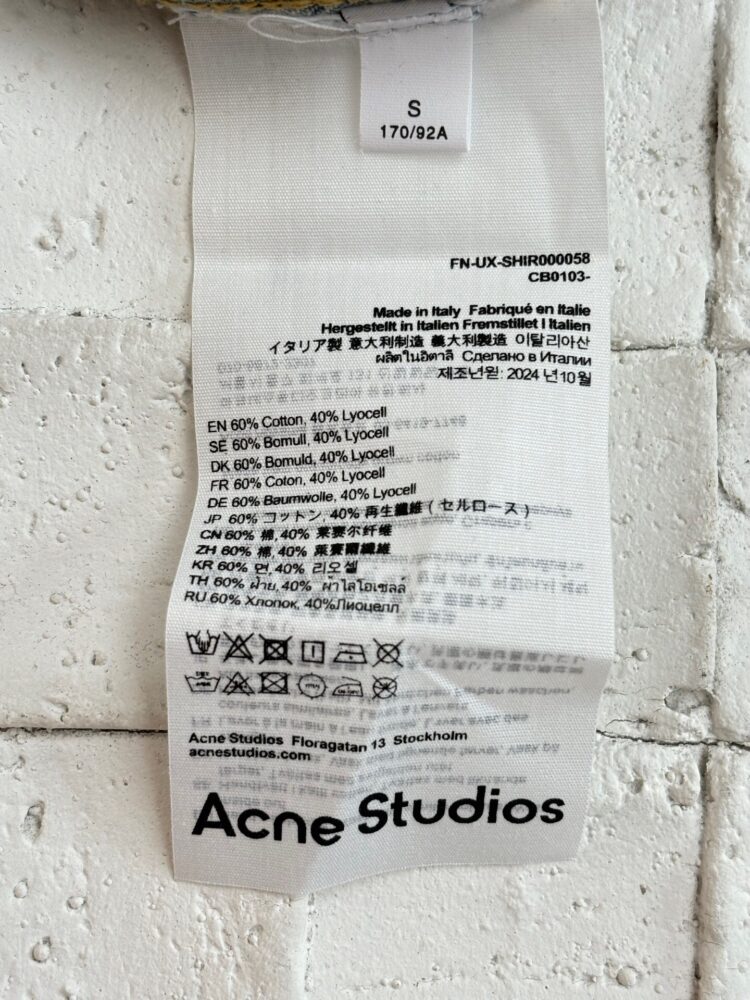 S
170/92A
FN-UX-SHIR000058
CB0103-
Made in Italy Fabriqué en Italie
Hergestellt in Italien Fremstillet I Italien
イタリア製 意大利制造 義大利製造 이탈리아산
ผลิตในอิตาลี Сделано в Италии
제조년월: 2024 년10월
EN 60% Cotton, 40% Lyocell
SE 60% Bomull, 40% Lyocell
DK 60% Bomuld, 40% Lyocell
FR 60% Coton, 40% Lyocell
DE 60% Baumwolle, 40% Lyocell
JP 60% コットン, 40% 再生繊維 ( セルロース )
CN 60% 棉, 40% 莱赛尔纤维
ZH 60% 棉, 40% 萊賽爾纖維
KR 60% 면, 40% 리오셀
TH 60% ฝ้าย, 40% ผ้าไลโอเซลล์
RU 60% Хлопок, 40%Лиоцелл
Acne Studios Floragatan 13 Stockholm
acnestudios.com
Acne Studios